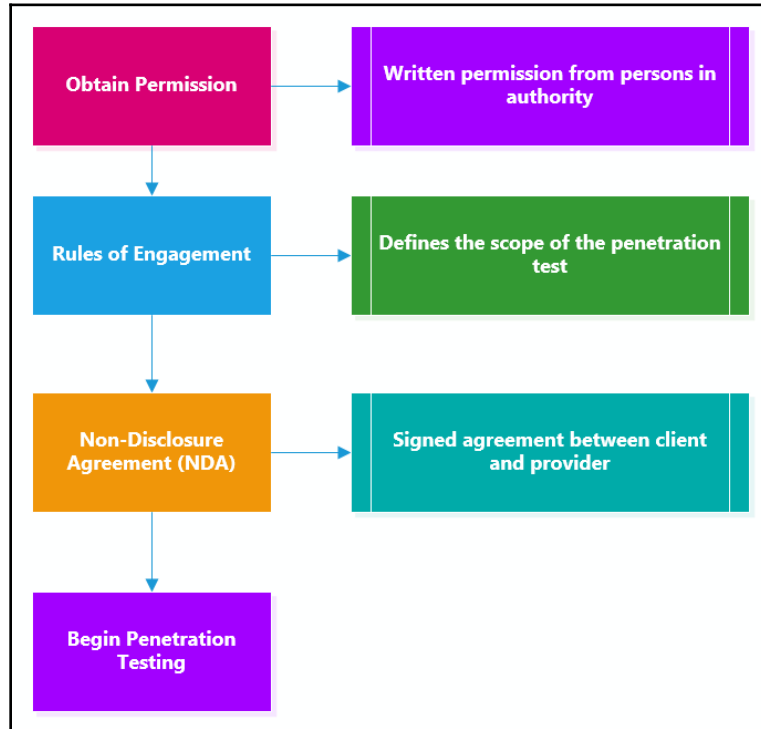 Obtain Permission
Written permission from persons in
authority
Rules of Engagement
Defines the scope of the penetration
test
Non-Disclosure
Agreement (NDA)
Signed agreement between client
and provider
Begin Penetration
Testing